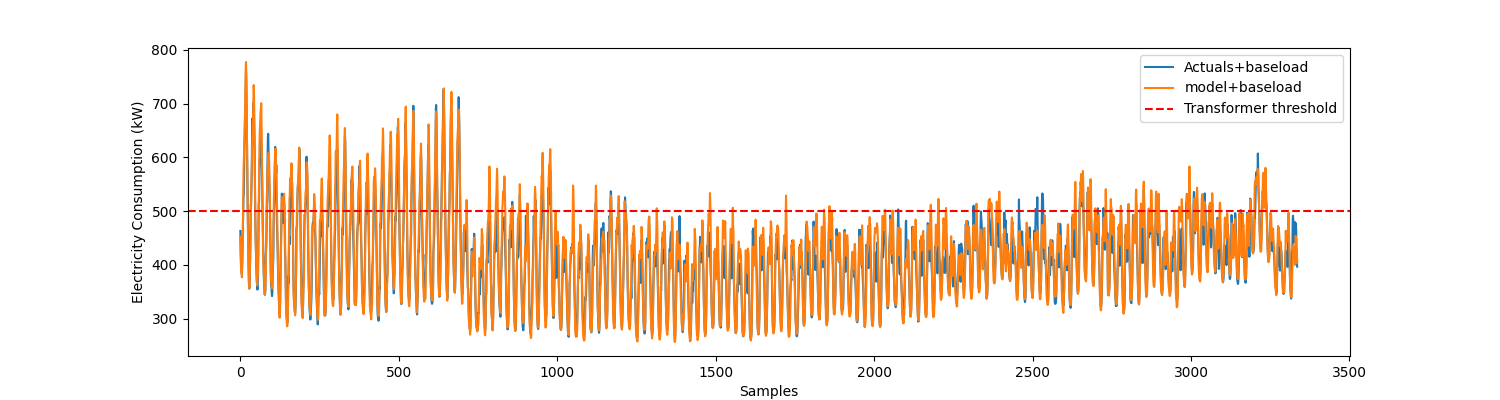 800
700
600
500
400
300
Electricity Consumption (kW)
Actuals+baseload
model+baseload
Transformer threshold
0
500
1000
1500
2000
2500
3000
3500
Samples